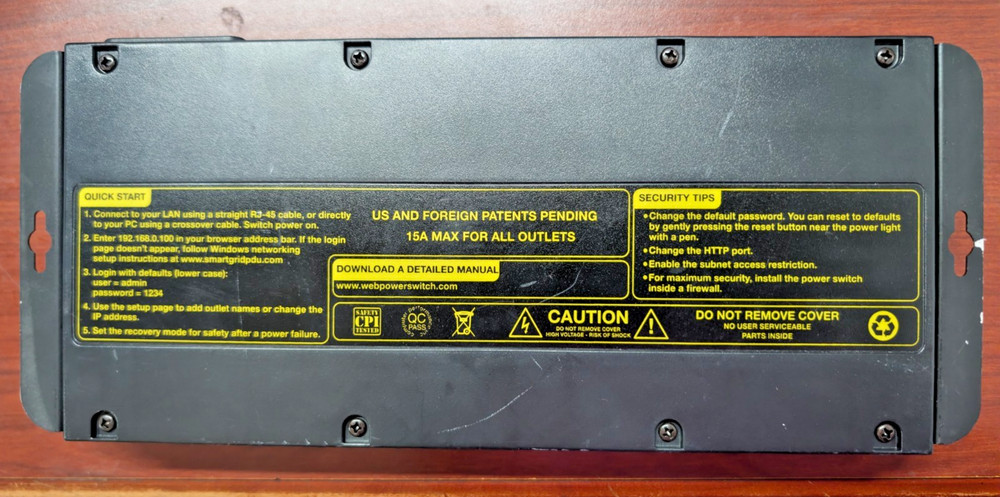 QUICK START
1. Connect to your LAN using a straight RJ-45 cable, or directly
to your PC using a crossover cable. Switch power on.
2. Enter 192.168.0.100 in your browser address bar. If the login
page doesn't appear, follow Windows networking
setup instructions at www.smartgridpdu.com
3. Login with defaults (lower case):
user = admin
password = 1234
4. Use the setup page to add outlet names or change the
IP address.
5. Set the recovery mode for safety after a power failure.
US AND FOREIGN PATENTS PENDING
15A MAX FOR ALL OUTLETS
DOWNLOAD A DETAILED MANUAL
www.webpowerswitch.com
SECURITY TIPS
•Change the default password. You can reset to defaults
by gently pressing the reset button near the power light
with a pen.
•Change the HTTP port.
•Enable the subnet access restriction.
•For maximum security, install the power switch
inside a firewall.
SAFETY
CPI
TESTED
QC
PASS
CAUTION
DO NOT REMOVE COVER
HIGH VOLTAGE - RISK OF SHOCK
DO NOT REMOVE COVER
NO USER SERVICEABLE
PARTS INSIDE